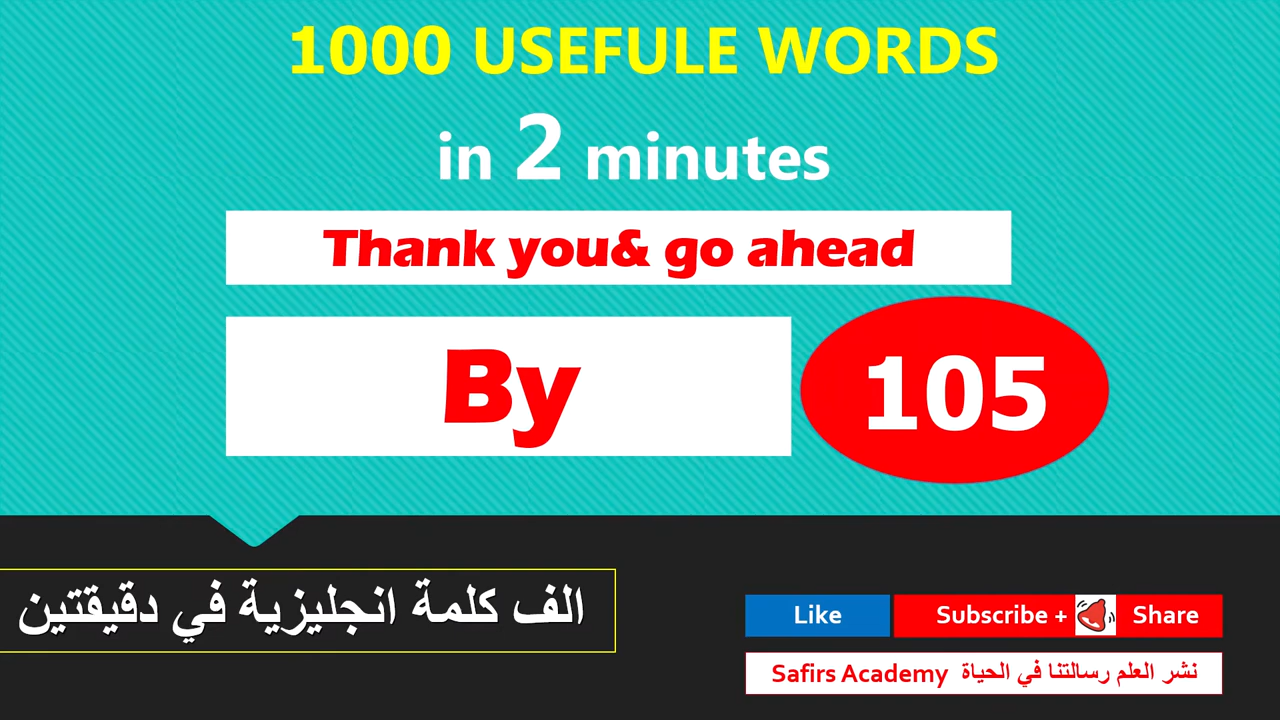 1000 USEFULE WORDS
in 2 minutes
Thank you& go ahead
By
105
الف كلمة انجليزية في دقيقتين
Like
Subscribe + Share
Safirs Academy نشر العلم رسالتنا في الحياة